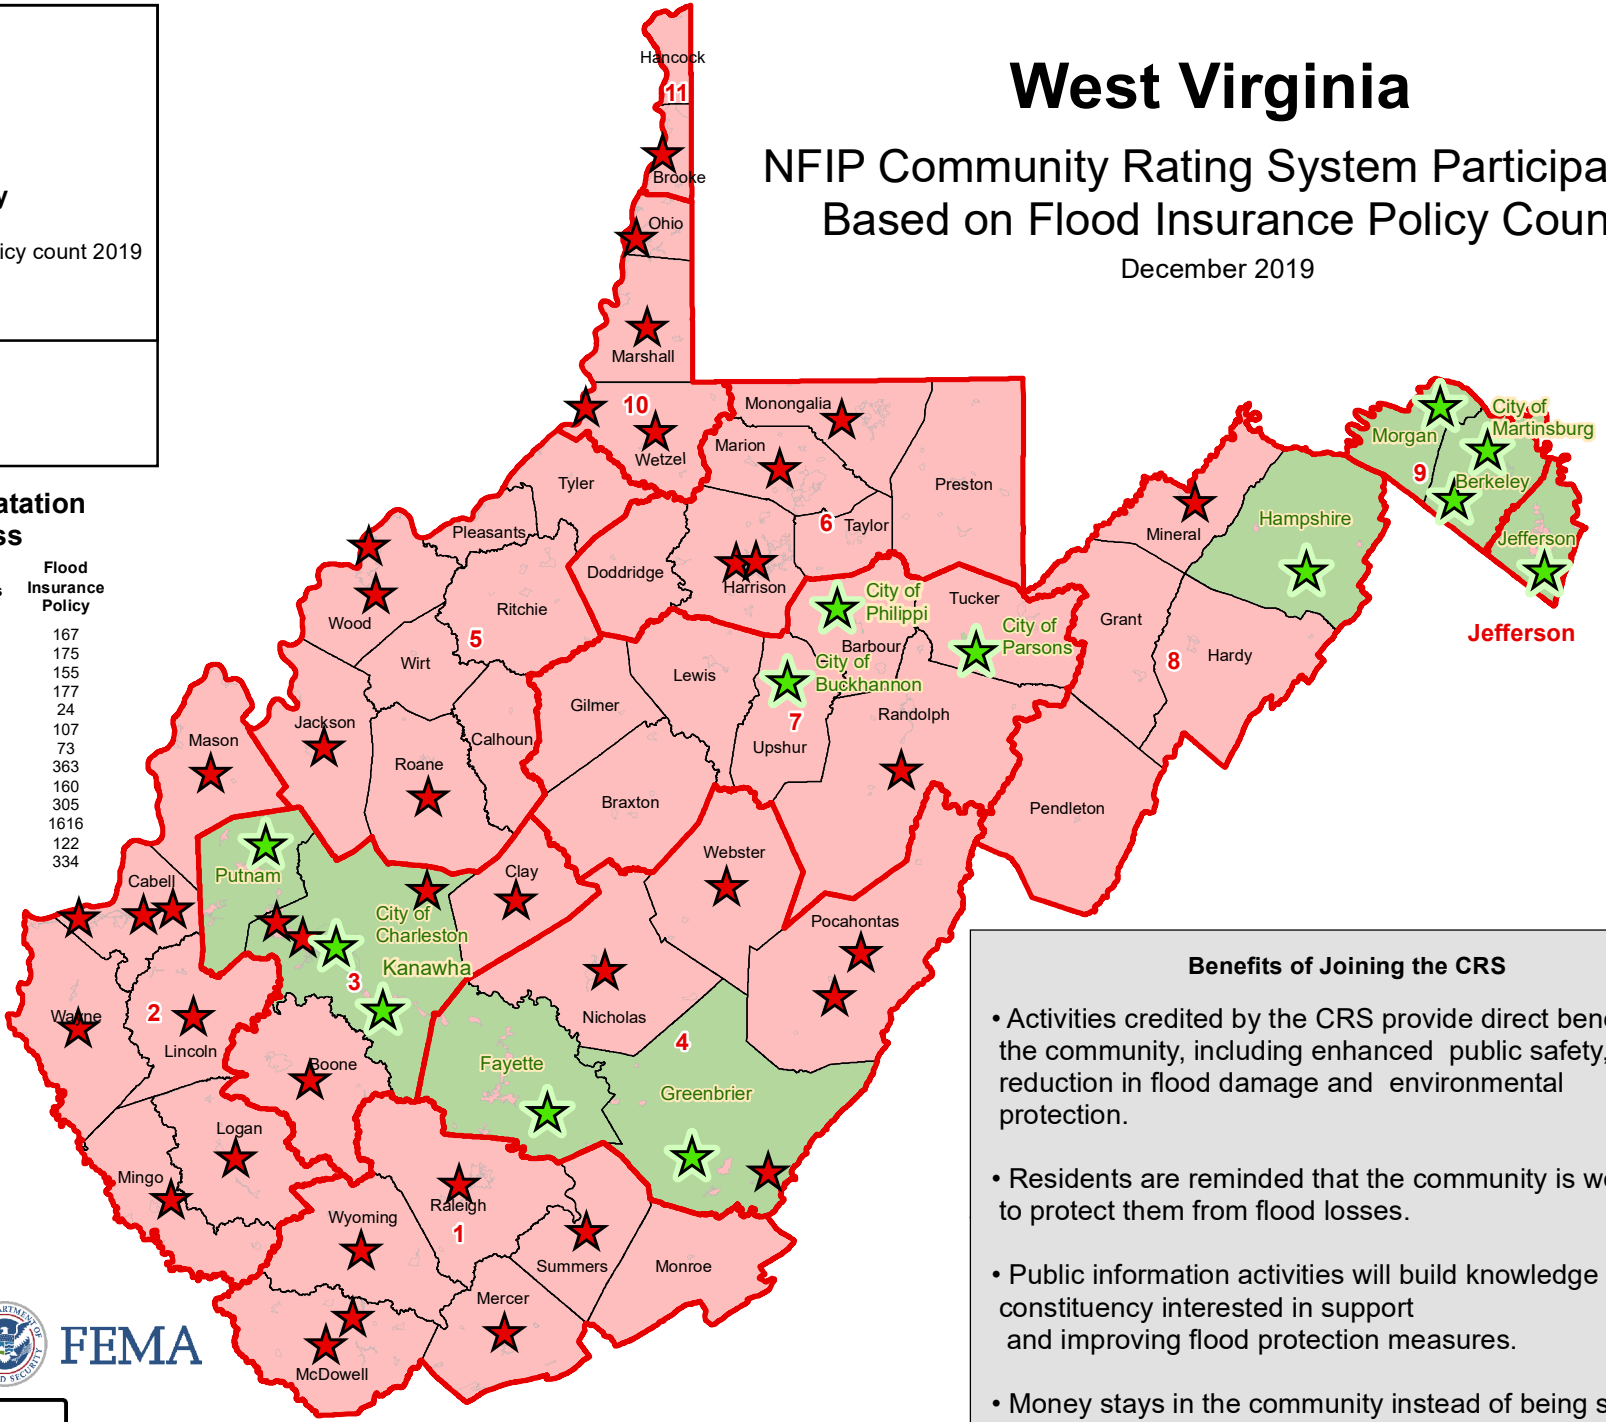 West Virginia
NFIP Community Rating System Participa
Based on Flood Insurance Policy Coun
December 2019
y
icy count 2019
atation
ss
Flood
Insurance
Policy
s
167
175
155
177
24
107
73
363
160
305
1616
122
334
Hancock
11
Brooke
Ohio
Marshall
10
Wetzel
Monongalia
Marion
Preston
Tyler
Pleasants
6
Taylor
Doddridge
Harrison
Ritchie
Wood
5
Wirt
City of
Philippi
Barbour
Tucker
City of
Parsons
City of
Buckhannon
Lewis
Gilmer
7
Upshur
Randolph
Mineral
Hampshire
Grant
8
Hardy
Pendleton
Morgan
City of
Martinsburg
9
Berkeley
Jefferson
Jefferson
Mason
Jackson
Roane
Calhoun
Braxton
Webster
Clay
Cabell
Putnam
City of
Charleston
Kanawha
3
Pocahontas
Nicholas
4
Wayne
2
Lincoln
Boone
Fayette
Greenbrier
Logan
Mingo
Wyoming
Raleigh
1
Summers
Monroe
Mercer
McDowell
FEMA
Benefits of Joining the CRS
• Activities credited by the CRS provide direct bene
the community, including enhanced public safety,
reduction in flood damage and environmental
protection.
• Residents are reminded that the community is wo
to protect them from flood losses.
• Public information activities will build knowledge
constituency interested in support
and improving flood protection measures.
• Money stays in the community instead of being s